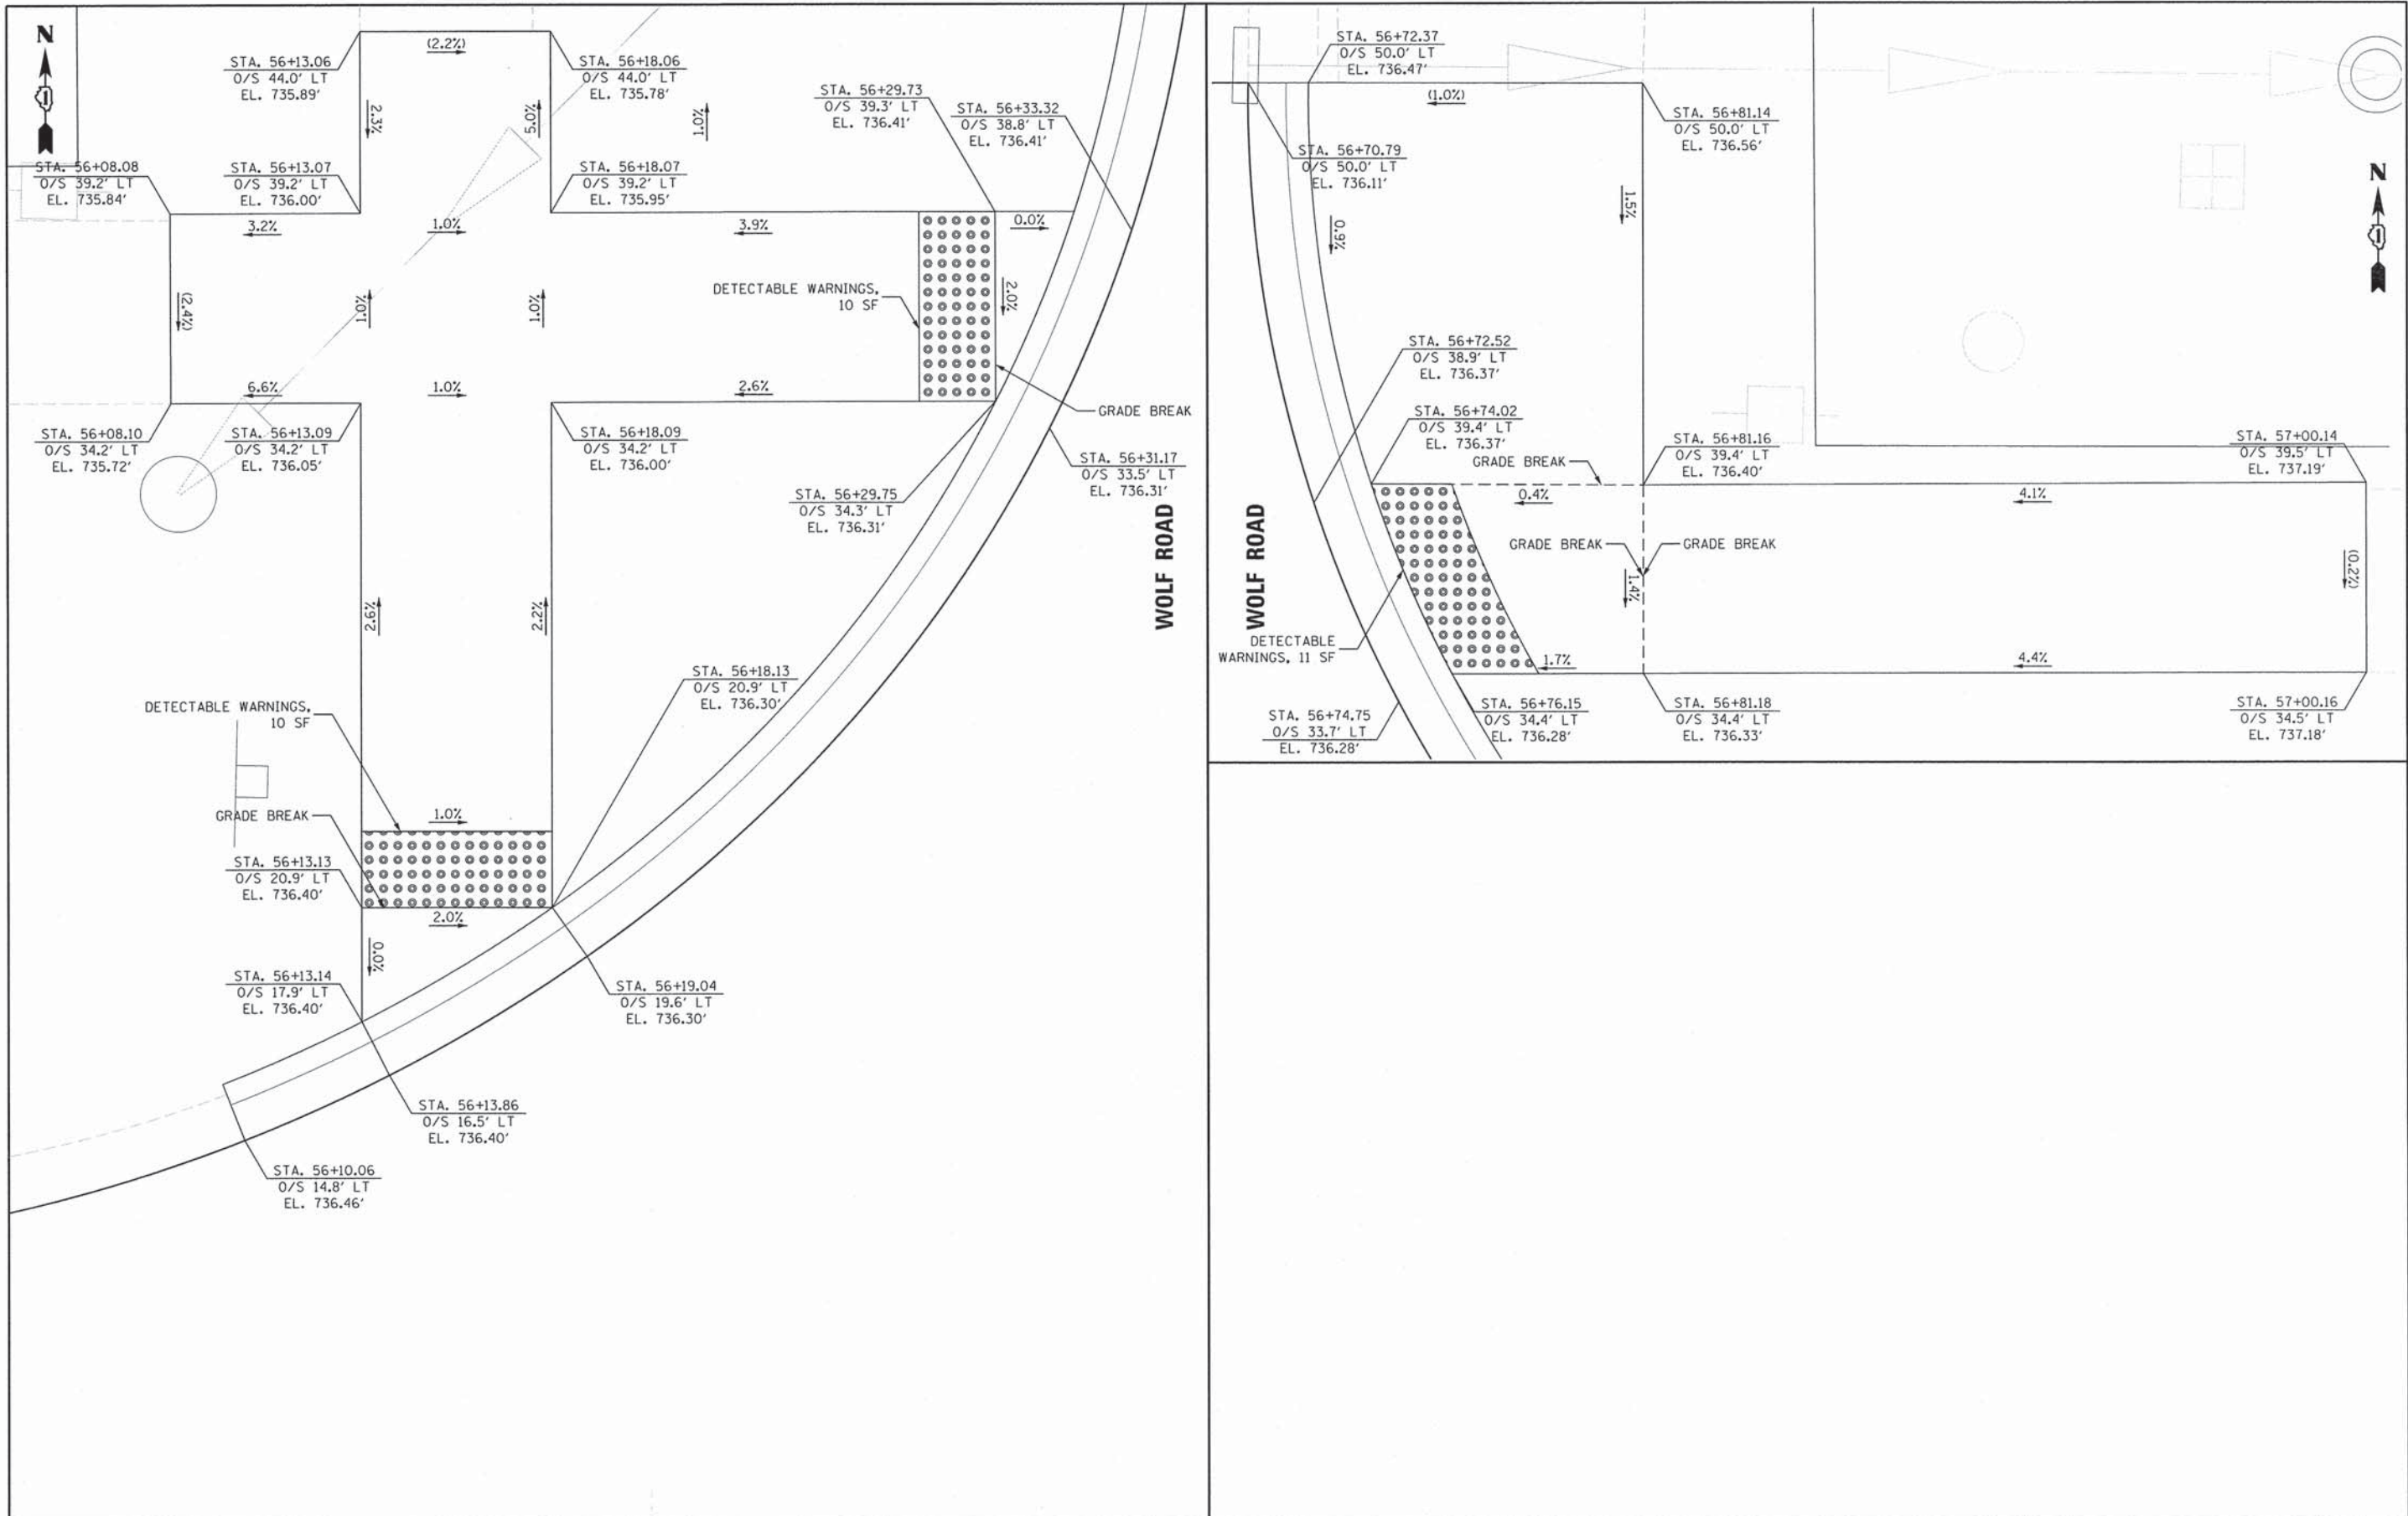 N
(2.2%)
STA. 56+13.06
O/S 44.0' LT
EL. 735.89'
STA. 56+18.06
O/S 44.0' LT
EL. 735.78'
2.3%
5.0%
1.0%
STA. 56+29.73
O/S 39.3' LT
EL. 736.41'
STA. 56+33.32
O/S 38.8' LT
EL. 736.41'
STA. 56+08.08
O/S 39.2' LT
EL. 735.84'
STA. 56+13.07
O/S 39.2' LT
EL. 736.00'
STA. 56+18.07
O/S 39.2' LT
EL. 735.95'
3.2%
1.0%
3.9%
0.0%
(2.4%)
1.0%
1.0%
DETECTABLE WARNINGS,
10 SF
2.0%
6.6%
1.0%
2.6%
GRADE BREAK
STA. 56+08.10
O/S 34.2' LT
EL. 735.72'
STA. 56+13.09
O/S 34.2' LT
EL. 736.05'
STA. 56+18.09
O/S 34.2' LT
EL. 736.00'
STA. 56+31.17
O/S 33.5' LT
EL. 736.31'
STA. 56+29.75
O/S 34.3' LT
EL. 736.31'
WOLF ROAD
2.6%
2.2%
STA. 56+18.13
O/S 20.9' LT
EL. 736.30'
DETECTABLE WARNINGS,
10 SF
1.0%
GRADE BREAK
STA. 56+13.13
O/S 20.9' LT
EL. 736.40'
2.0%
0.0%
STA. 56+13.14
O/S 17.9' LT
EL. 736.40'
STA. 56+19.04
O/S 19.6' LT
EL. 736.30'
STA. 56+13.86
O/S 16.5' LT
EL. 736.40'
STA. 56+10.06
O/S 14.8' LT
EL. 736.46'
STA. 56+72.37
O/S 50.0' LT
EL. 736.47'
(1.0%)
STA. 56+81.14
O/S 50.0' LT
EL. 736.56'
STA. 56+70.79
O/S 50.0' LT
EL. 736.11'
N
0.9%
1.5%
STA. 56+72.52
O/S 38.9' LT
EL. 736.37'
STA. 56+74.02
O/S 39.4' LT
EL. 736.37'
GRADE BREAK
STA. 56+81.16
O/S 39.4' LT
EL. 736.40'
STA. 57+00.14
O/S 39.5' LT
EL. 737.19'
0.4%
4.1%
WOLF ROAD
GRADE BREAK
GRADE BREAK
1.4%
(0.2%)
DETECTABLE
WARNINGS, 11 SF
1.7%
4.4%
STA. 56+74.75
O/S 33.7' LT
EL. 736.28'
STA. 56+76.15
O/S 34.4' LT
EL. 736.28'
STA. 56+81.18
O/S 34.4' LT
EL. 736.33'
STA. 57+00.16
O/S 34.5' LT
EL. 737.18'